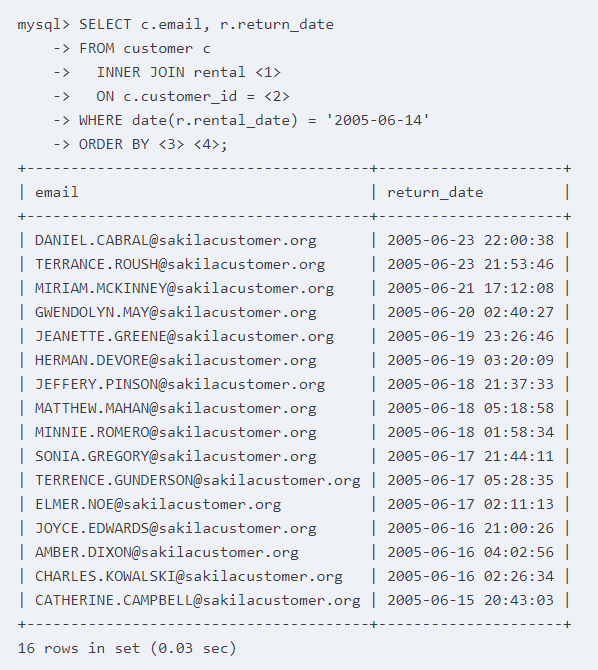 mysql> SELECT c.email, r.return_date
    -> FROM customer c
    ->   INNER JOIN rental <1>
    ->   ON c.customer_id = <2>
    -> WHERE date(r.rental_date) = '2005-06-14'
    -> ORDER BY <3> <4>;
+---------------------------------------+---------------------+
| email                                 | return_date         |
+---------------------------------------+---------------------+
| DANIEL.CABRAL@sakilacustomer.org      | 2005-06-23 22:00:38 |
| TERRANCE.ROUSH@sakilacustomer.org     | 2005-06-23 21:53:46 |
| MIRIAM.MCKINNEY@sakilacustomer.org    | 2005-06-21 17:12:08 |
| GWENDOLYN.MAY@sakilacustomer.org      | 2005-06-20 02:40:27 |
| JEANETTE.GREENE@sakilacustomer.org    | 2005-06-19 23:26:46 |
| HERMAN.DEVORE@sakilacustomer.org      | 2005-06-19 03:20:09 |
| JEFFERY.PINSON@sakilacustomer.org     | 2005-06-18 21:37:33 |
| MATTHEW.MAHAN@sakilacustomer.org      | 2005-06-18 05:18:58 |
| MINNIE.ROMERO@sakilacustomer.org      | 2005-06-18 01:58:34 |
| SONIA.GREGORY@sakilacustomer.org      | 2005-06-17 21:44:11 |
| TERRENCE.GUNDERSON@sakilacustomer.org | 2005-06-17 05:28:35 |
| ELMER.NOE@sakilacustomer.org          | 2005-06-17 02:11:13 |
| JOYCE.EDWARDS@sakilacustomer.org      | 2005-06-16 21:00:26 |
| AMBER.DIXON@sakilacustomer.org        | 2005-06-16 04:02:56 |
| CHARLES.KOWALSKI@sakilacustomer.org   | 2005-06-16 02:26:34 |
| CATHERINE.CAMPBELL@sakilacustomer.org | 2005-06-15 20:43:03 |
+---------------------------------------+---------------------+
16 rows in set (0.03 sec)